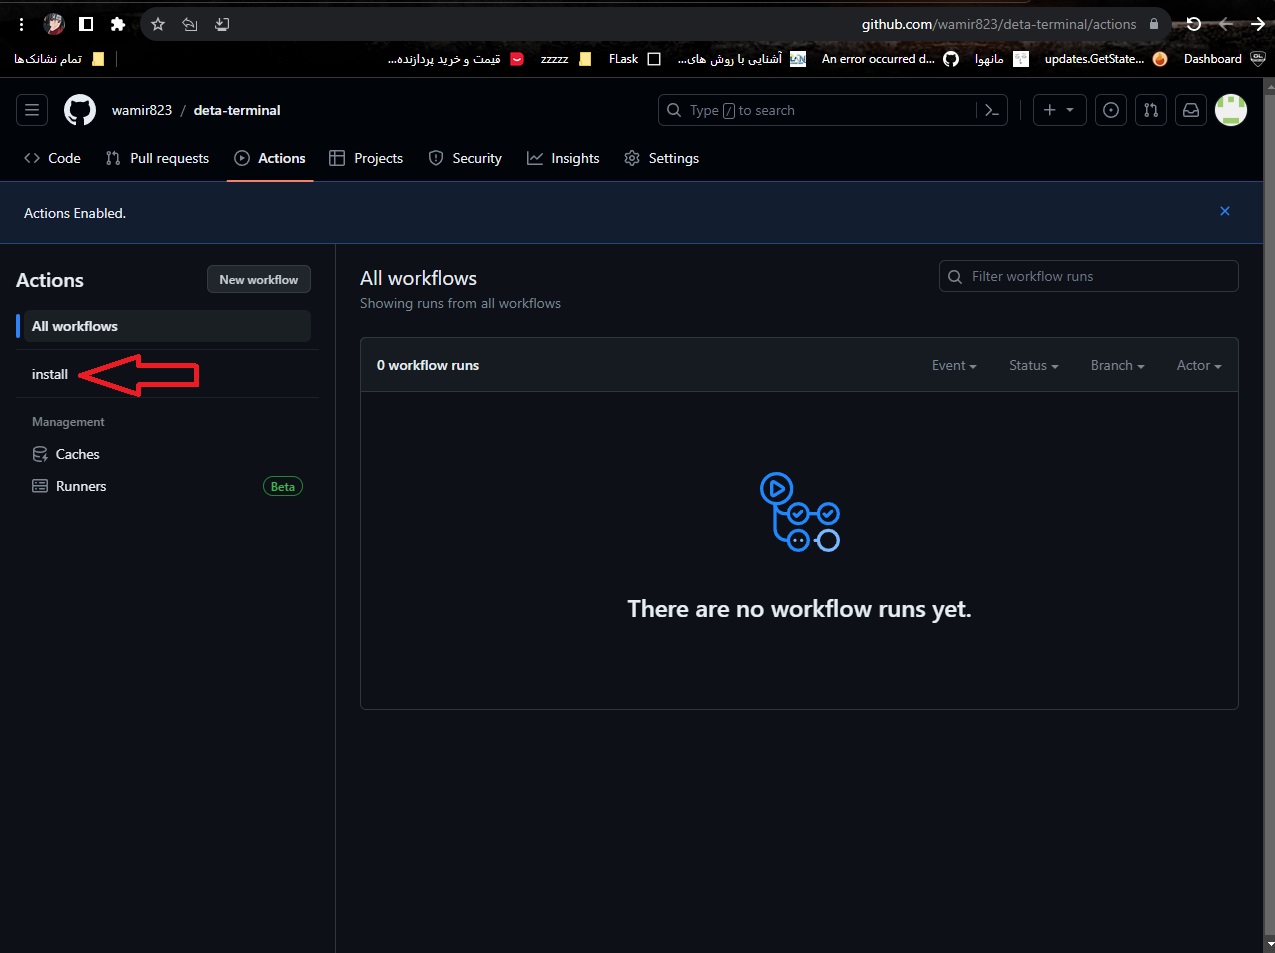 github.com/wamir823/deta-terminal/actions
تمام نشانک‌ها
قیمت و خرید پردازنده...
zzzzz
FLask
آشنایی با روش های...
An error occurred d...
مانهوا
updates.GetState...
Dashboard
wamir823 / deta-terminal
Type / to search
Code
Pull requests
Actions
Projects
Security
Insights
Settings
Actions Enabled.
Actions
New workflow
All workflows
install
Management
Caches
Runners
Beta
All workflows
Showing runs from all workflows
Filter workflow runs
0 workflow runs
Event
Status
Branch
Actor
There are no workflow runs yet.